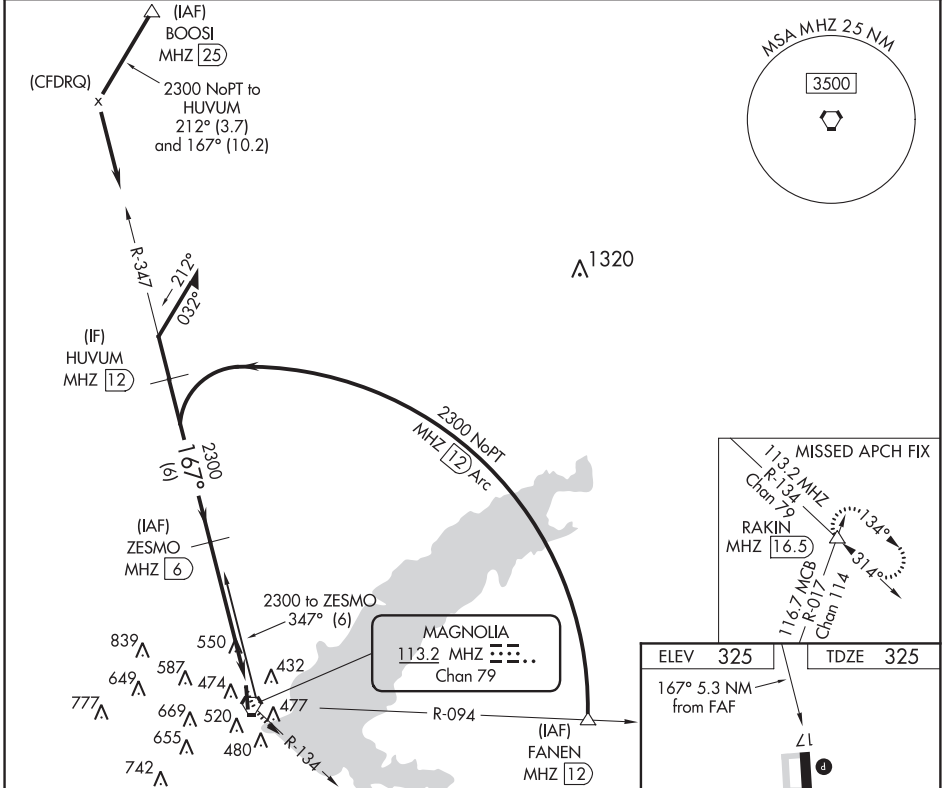 (IAF)
BOOSI
MHZ 25
(CFDRQ)
x
2300 NoPT to
HUVUM
212° (3.7)
and 167° (10.2)
MSA MHZ 25 NM
3500
R-347
212°
032°
1320
(IF)
HUVUM
MHZ 12
2300 NoPT
MHZ 12 Arc
2300
167°
(6)
(IAF)
ZESMO
MHZ 6
2300 to ZESMO
347° (6)
MISSED APCH FIX
113.2 MHZ
R-134
Chan 79
RAKIN
MHZ 16.5
134°
314°
116.7 MCB
R-017
Chan 114
MAGNOLIA
113.2 MHZ
Chan 79
839
550
649
587
474
432
777
669
520
477
655
480
742
R-134
R-094
(IAF)
FANEN
MHZ 12
ELEV 325
TDZE 325
167° 5.3 NM
from FAF
17
P